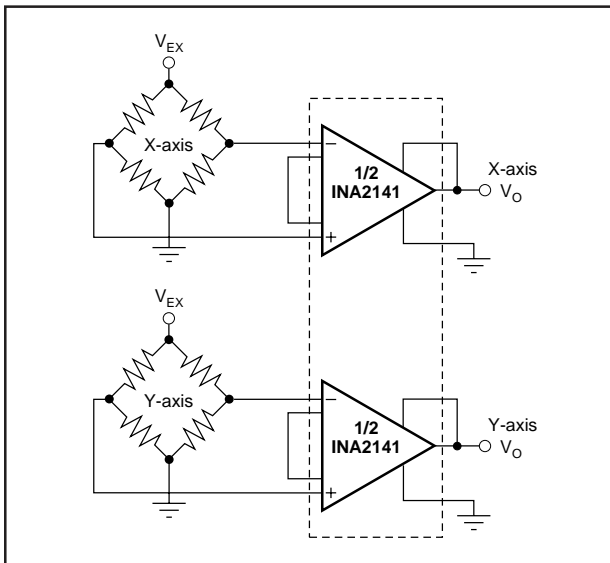 V_EX
X-axis
−
1/2
INA2141
+
X-axis
V_O
V_EX
Y-axis
−
1/2
INA2141
+
Y-axis
V_O